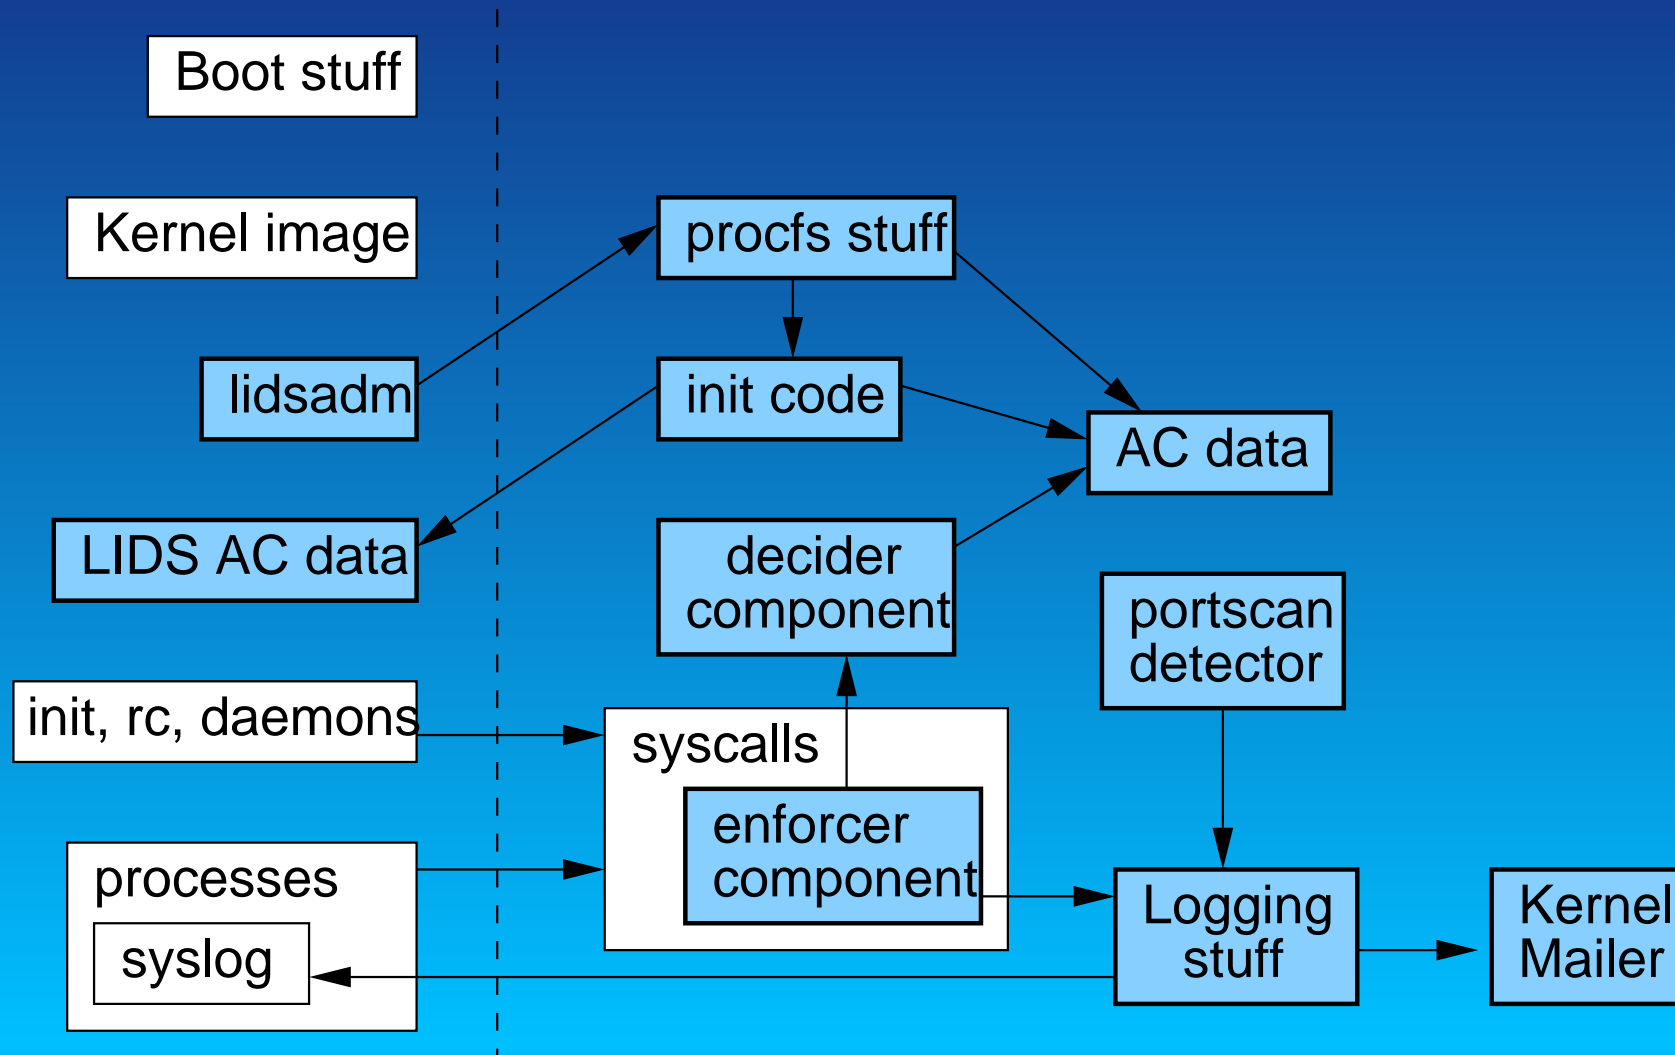 Boot stuff
Kernel image
procfs stuff
lidsadm
init code
AC data
LIDS AC data
decider
component
portscan
detector
init, rc, daemons
syscalls
enforcer
component
processes
syslog
Logging
stuff
Kernel
Mailer